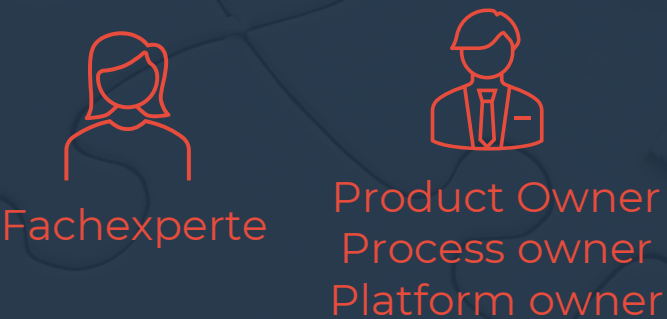 Fachexperte
Product Owner
Process owner
Platform owner